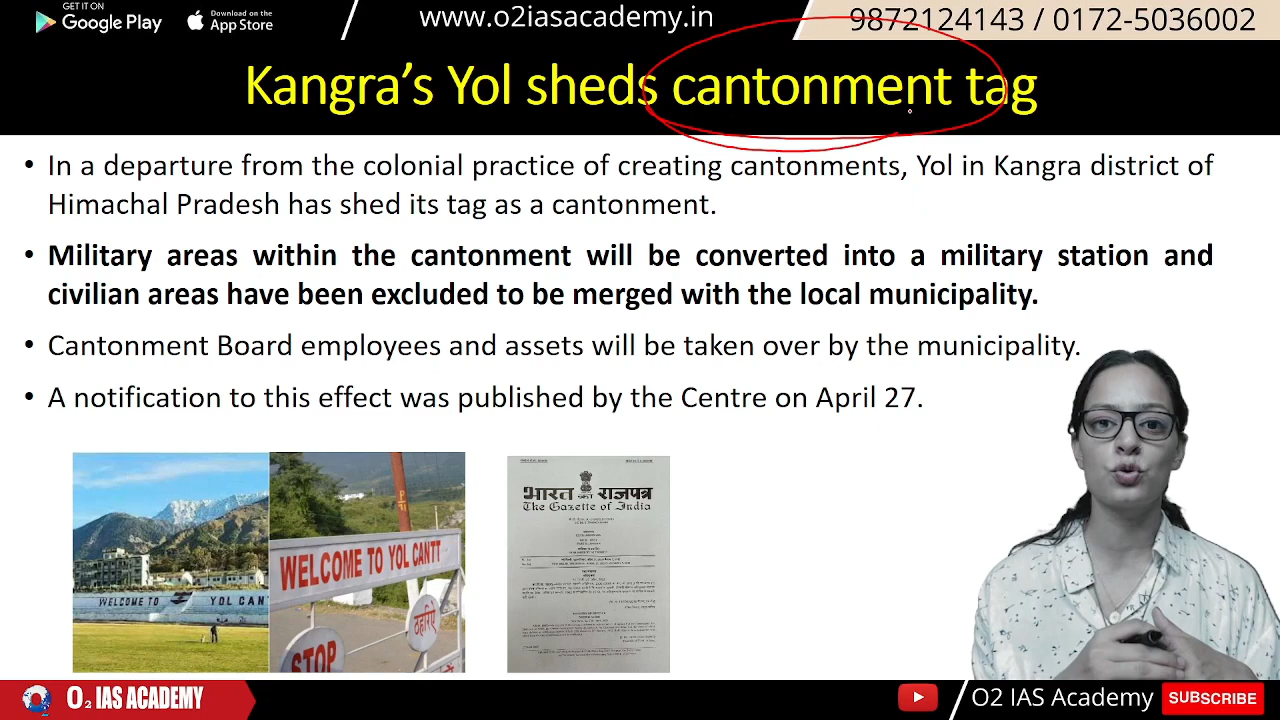 GET IT ON
Google Play
Download on the
App Store
www.o2iasacademy.in
9872124143 / 0172-5036002
Kangra’s Yol sheds cantonment tag
• In a departure from the colonial practice of creating cantonments, Yol in Kangra district of
Himachal Pradesh has shed its tag as a cantonment.
• Military areas within the cantonment will be converted into a military station and
civilian areas have been excluded to be merged with the local municipality.
• Cantonment Board employees and assets will be taken over by the municipality.
• A notification to this effect was published by the Centre on April 27.
WELCOME TO YOL CAN
WELCOME TO YOL CANTT
ठहरिए
STOP
भारत का राजपत्र
The Gazette of India
O2 IAS ACADEMY
O2 IAS Academy
SUBSCRIBE